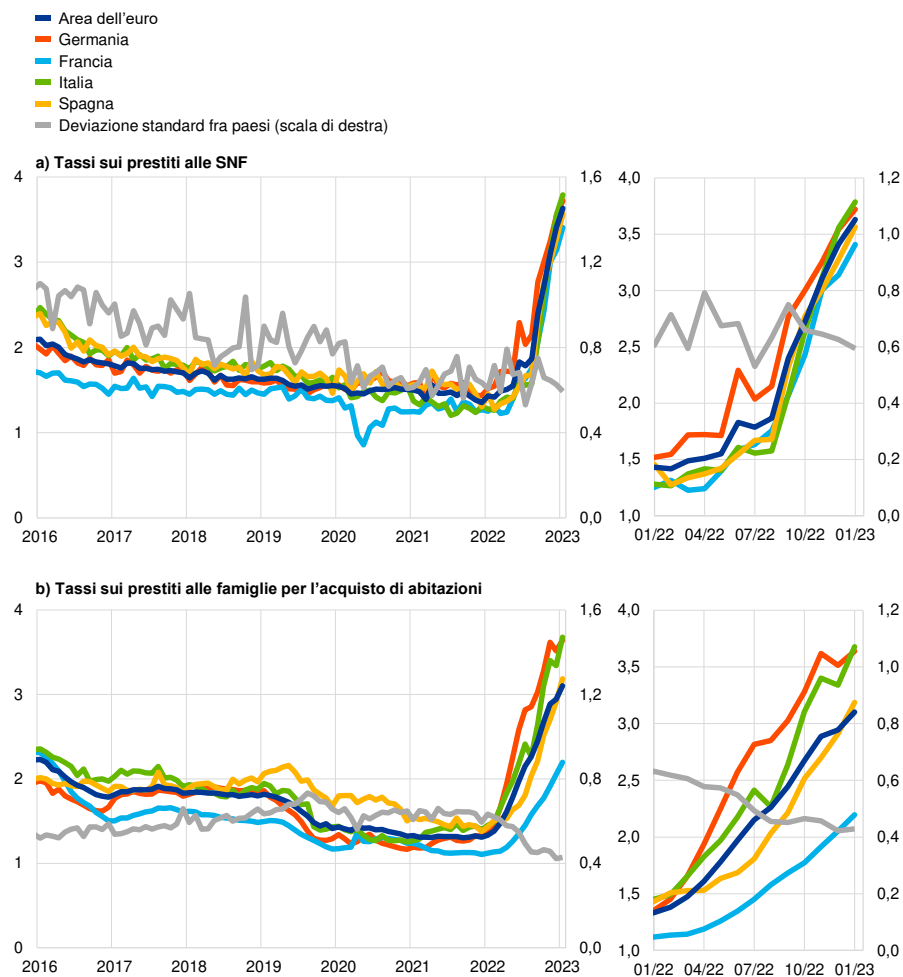 Area dell'euro
Germania
Francia
Italia
Spagna
Deviazione standard fra paesi (scala di destra)
a) Tassi sui prestiti alle SNF
4 1,6 4,0 1,2
3,5 1,0
3 1,2
3,0 0,8
2 0,8 2,5 0,6
2,0 0,4
1 0,4
1,5 0,2
0 0,0 1,0 0,0
2016 2017 2018 2019 2020 2021 2022 2023 01/22 04/22 07/22 10/22 01/23
b) Tassi sui prestiti alle famiglie per l'acquisto di abitazioni
4 1,6 4,0 1,2
3,5 1,0
3 1,2
3,0 0,8
2 0,8 2,5 0,6
2,0 0,4
1 0,4
1,5 0,2
0 0,0 1,0 0,0
2016 2017 2018 2019 2020 2021 2022 2023 01/22 04/22 07/22 10/22 01/23